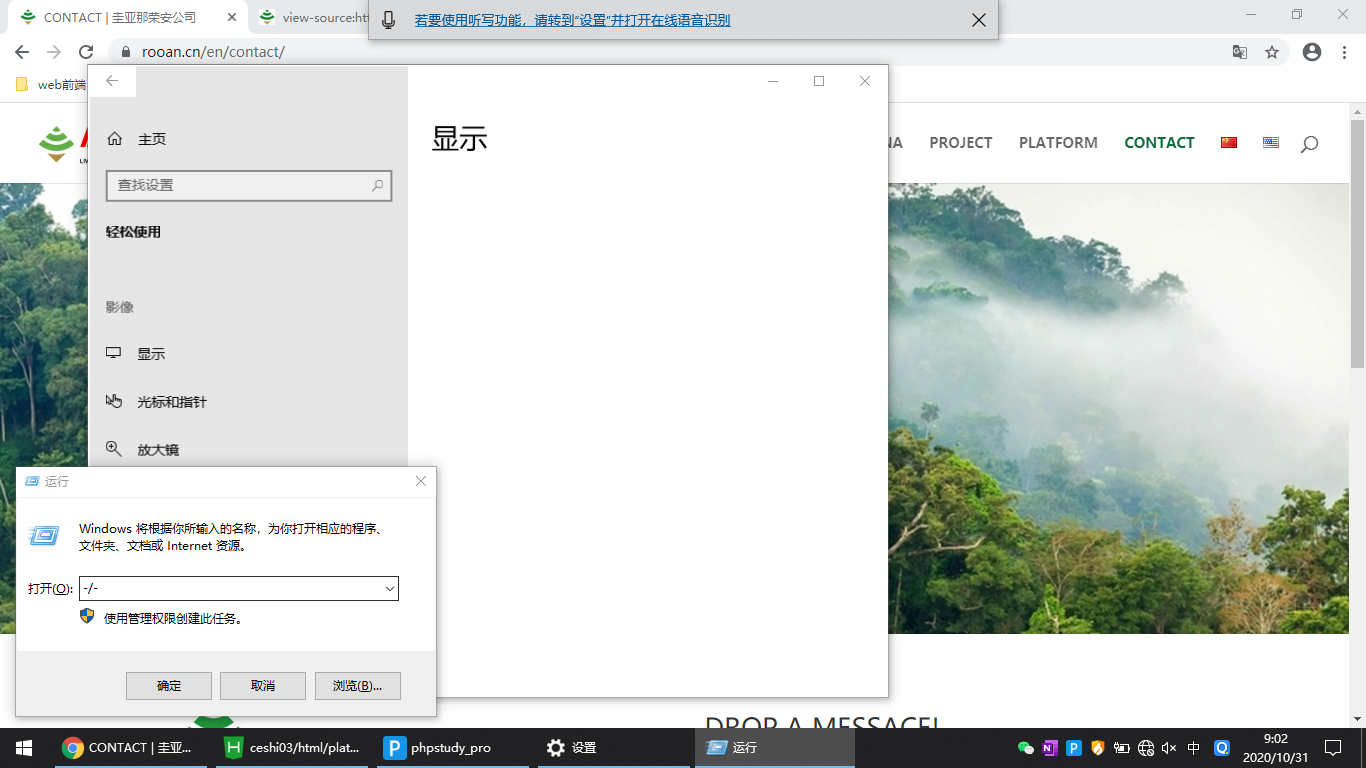 CONTACT | 圭亚那荣安公司
view-source:htt
若要使用听写功能，请转到“设置”并打开在线语音识别
rooan.cn/en/contact/
web前端
主页
查找设置
轻松使用
影像
显示
光标和指针
放大镜
显示
NA
PROJECT
PLATFORM
CONTACT
运行
Windows 将根据你所输入的名称，为你打开相应的程序、
文件夹、文档或 Internet 资源。
打开(O):
-/-
使用管理权限创建此任务。
确定
取消
浏览(B)...
DROP A MESSAGE!
CONTACT | 圭亚...
ceshi03/html/plat...
phpstudy_pro
设置
运行
中
9:02
2020/10/31